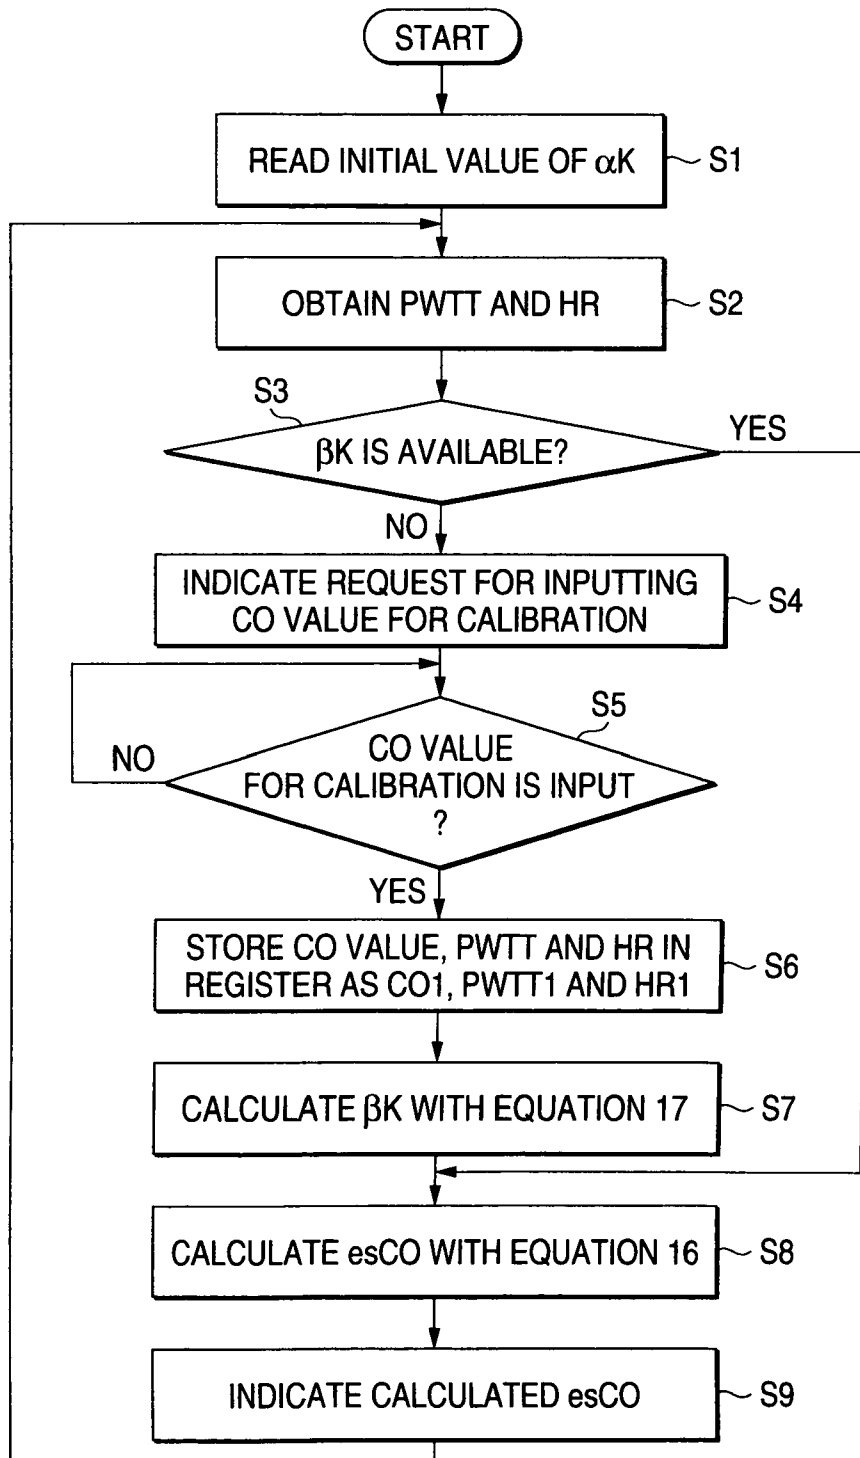 START
READ INITIAL VALUE OF αK
S1
OBTAIN PWTT AND HR
S2
S3
βK IS AVAILABLE?
YES
NO
INDICATE REQUEST FOR INPUTTING
CO VALUE FOR CALIBRATION
S4
S5
CO VALUE
FOR CALIBRATION IS INPUT
?
NO
YES
STORE CO VALUE, PWTT AND HR IN
REGISTER AS CO1, PWTT1 AND HR1
S6
CALCULATE βK WITH EQUATION 17
S7
CALCULATE esCO WITH EQUATION 16
S8
INDICATE CALCULATED esCO
S9